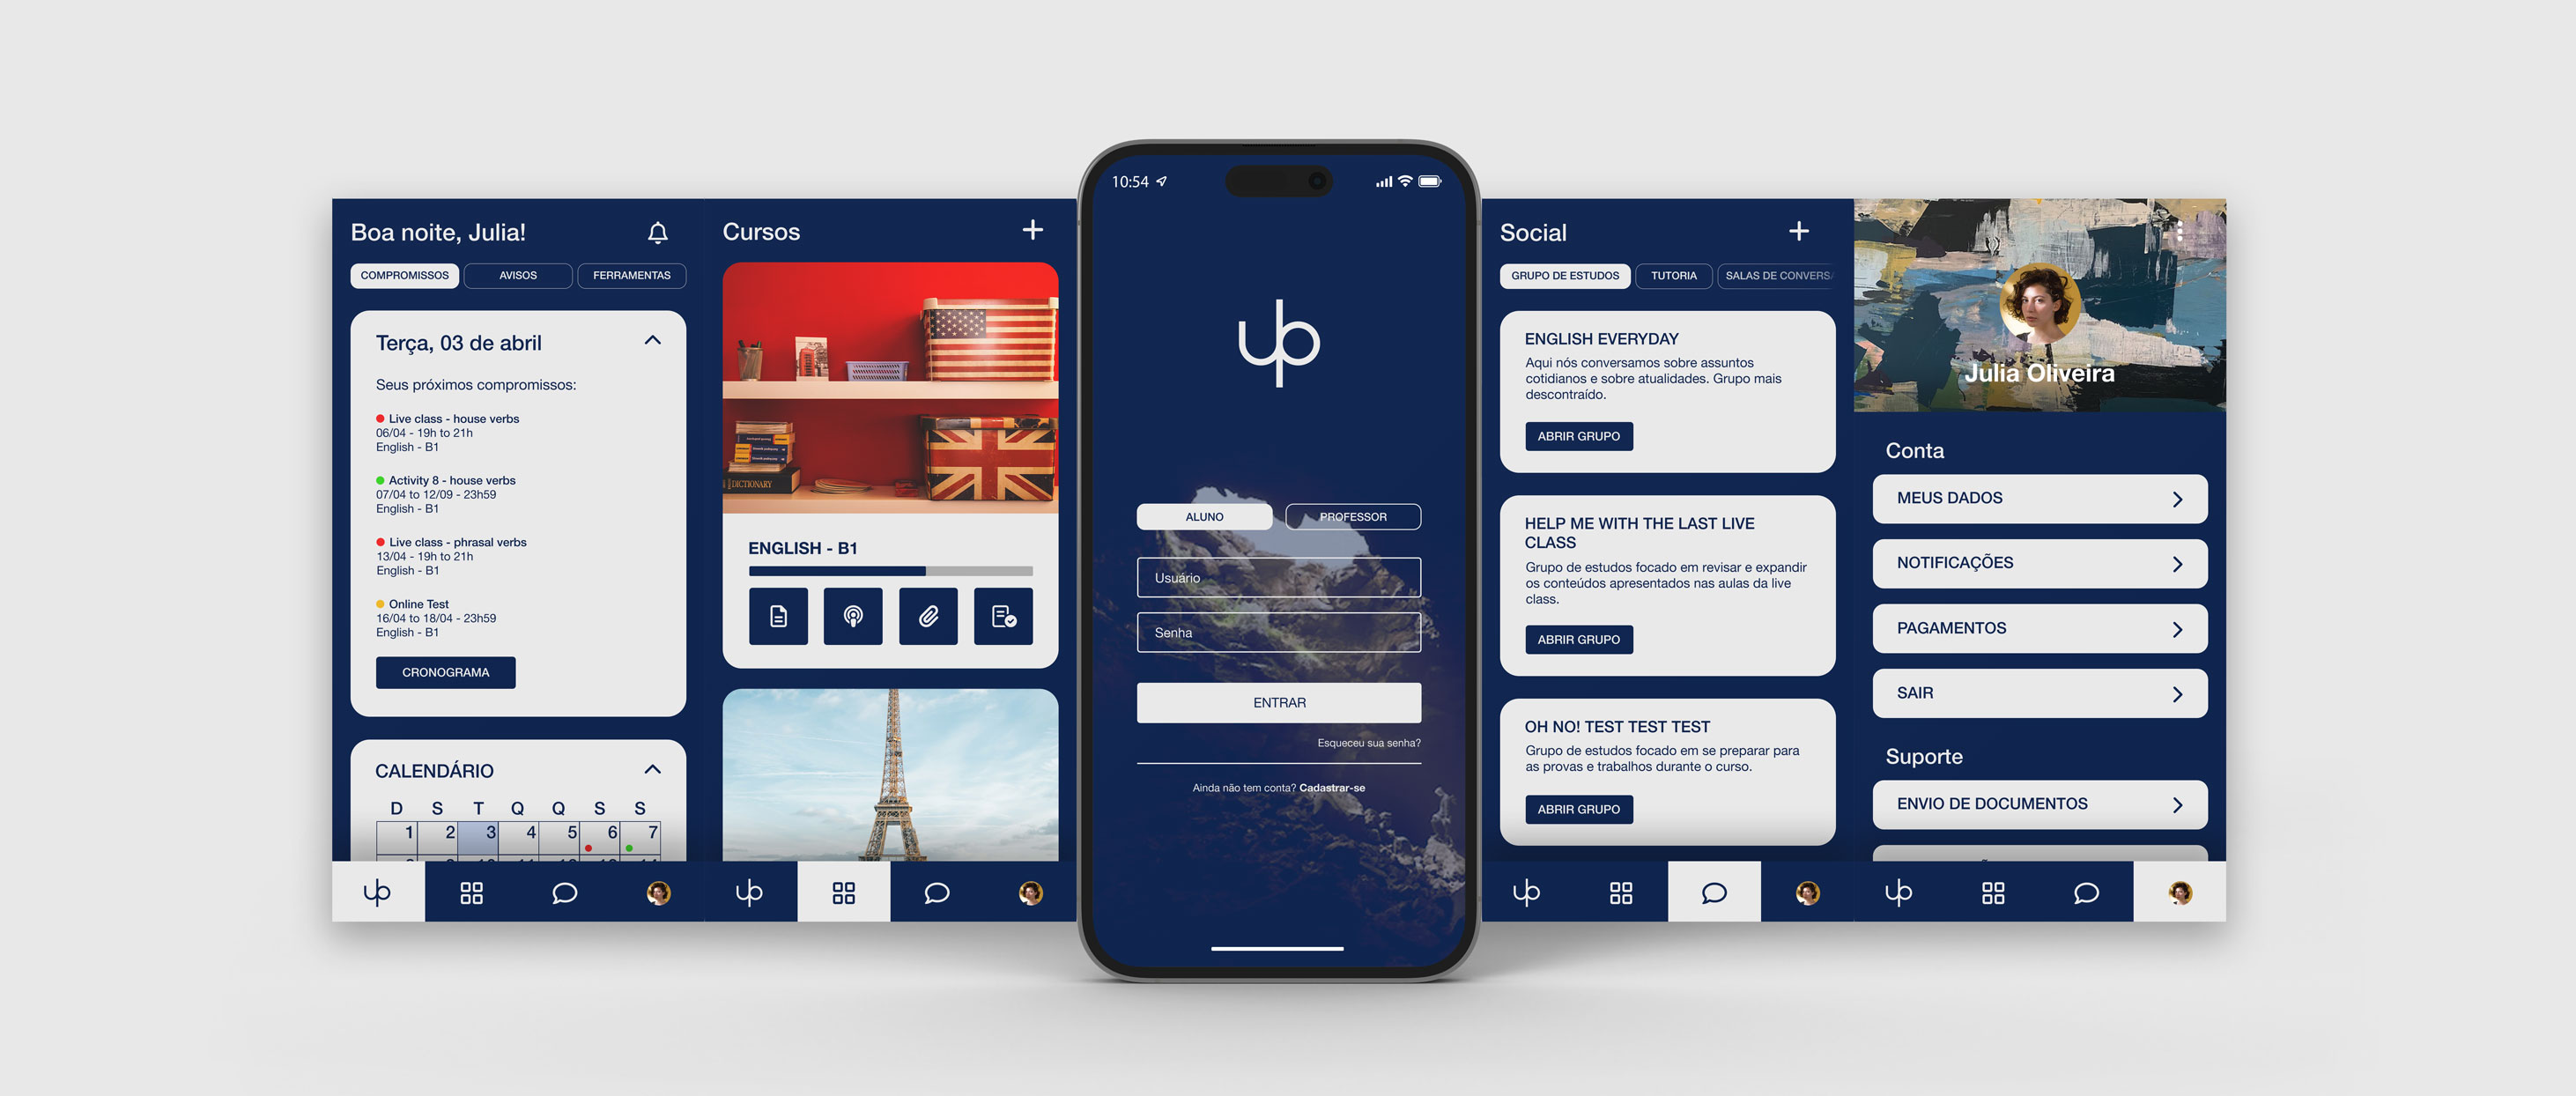 Boa noite, Julia!
COMPROMISSOS
AVISOS
FERRAMENTAS
Terça, 03 de abril
Seus próximos compromissos:
Live class - house verbs
06/04 - 19h to 21h
English - B1
Activity 8 - house verbs
07/04 to 12/09 - 23h59
English - B1
Live class - phrasal verbs
13/04 - 19h to 21h
English - B1
Online Test
16/04 to 18/04 - 23h59
English - B1
CRONOGRAMA
CALENDÁRIO
D S T Q Q S S
1 2 3 4 5 6 7
up
Cursos
DICTIONARY
ENGLISH - B1
up
10:54
up
ALUNO
PROFESSOR
Usuário
Senha
ENTRAR
Esqueceu sua senha?
Ainda não tem conta? Cadastrar-se
Social
GRUPO DE ESTUDOS
TUTORIA
SALAS DE CONVERSA
ENGLISH EVERYDAY
Aqui nós conversamos sobre assuntos
cotidianos e sobre atualidades. Grupo mais
descontraído.
ABRIR GRUPO
HELP ME WITH THE LAST LIVE
CLASS
Grupo de estudos focado em revisar e expandir
os conteúdos apresentados nas aulas da live
class.
ABRIR GRUPO
OH NO! TEST TEST TEST
Grupo de estudos focado em se preparar para
as provas e trabalhos durante o curso.
ABRIR GRUPO
up
Julia Oliveira
Conta
MEUS DADOS
NOTIFICAÇÕES
PAGAMENTOS
SAIR
Suporte
ENVIO DE DOCUMENTOS
up